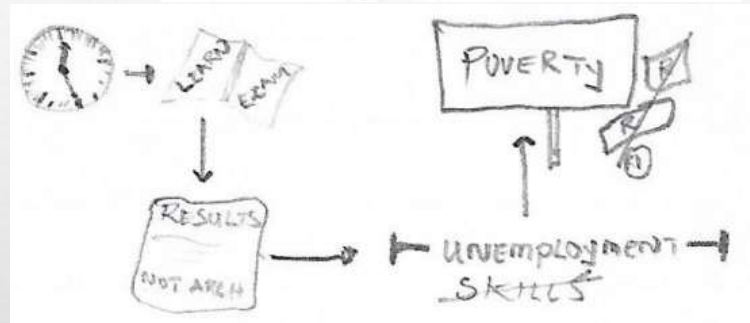 LEARN
EXAM
RESULTS
NOT ARCH
UNEMPLOYMENT
SKILLS
POVERTY
R
R